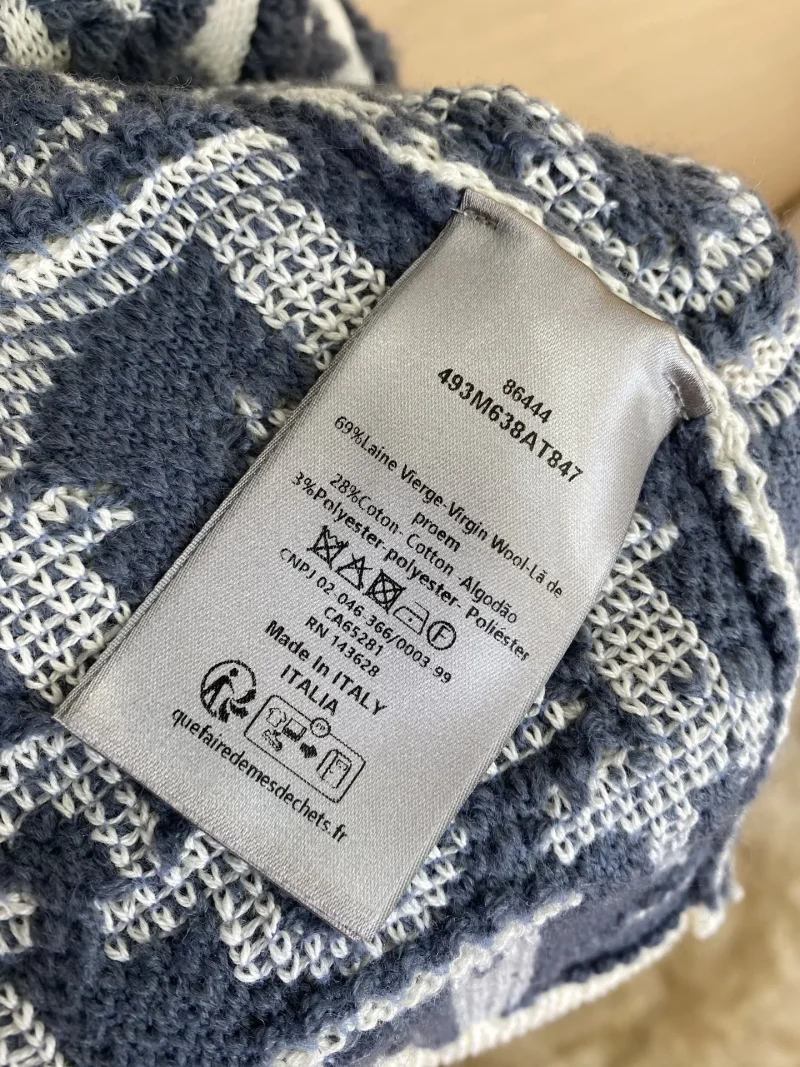 86444
493M638AT847
69%Laine Vierge-Virgin Wool-Lã de
proem
28%Coton- Cotton -Algodão
3%Polyester-polyester- Poliéster
F
CNPJ 02 046 366/0003 99
CA65281
RN 143628
Made In ITALY
ITALIA
FR
quefairedemesdechets.fr